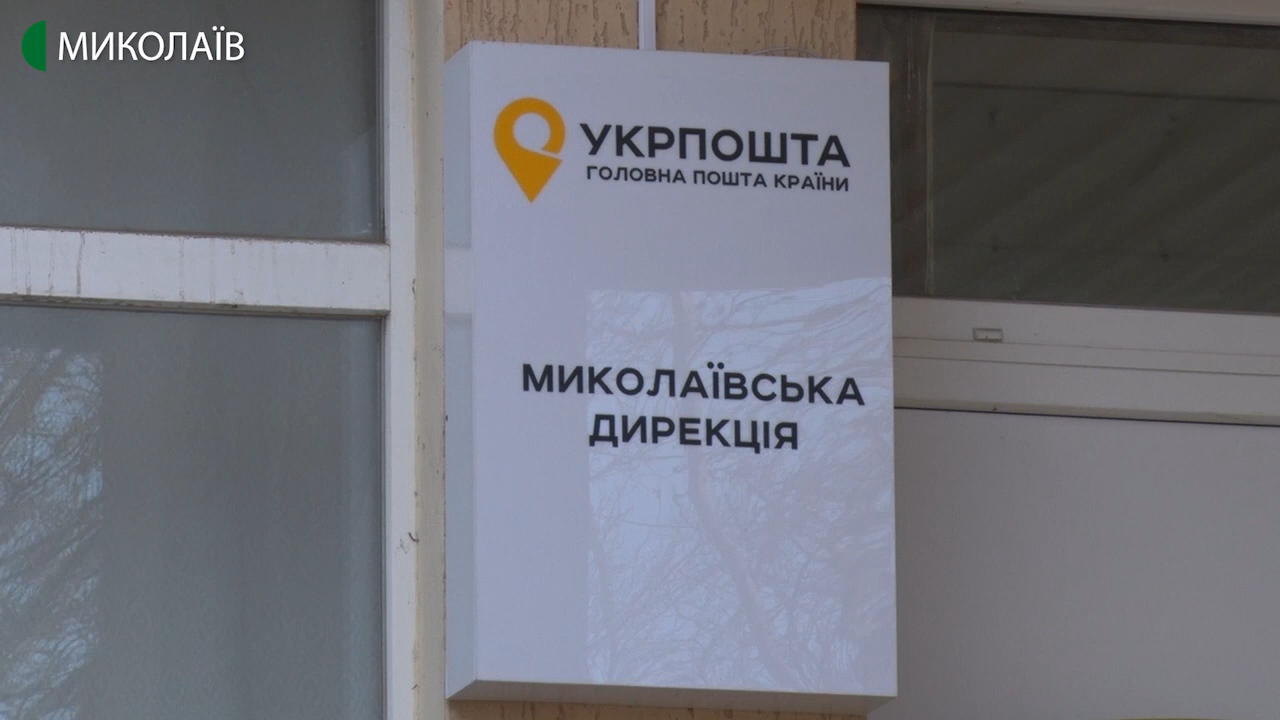 МИКОЛАЇВ
УКРПОШТА
ГОЛОВНА ПОШТА КРАЇНИ
МИКОЛАЇВСЬКА
ДИРЕКЦІЯ